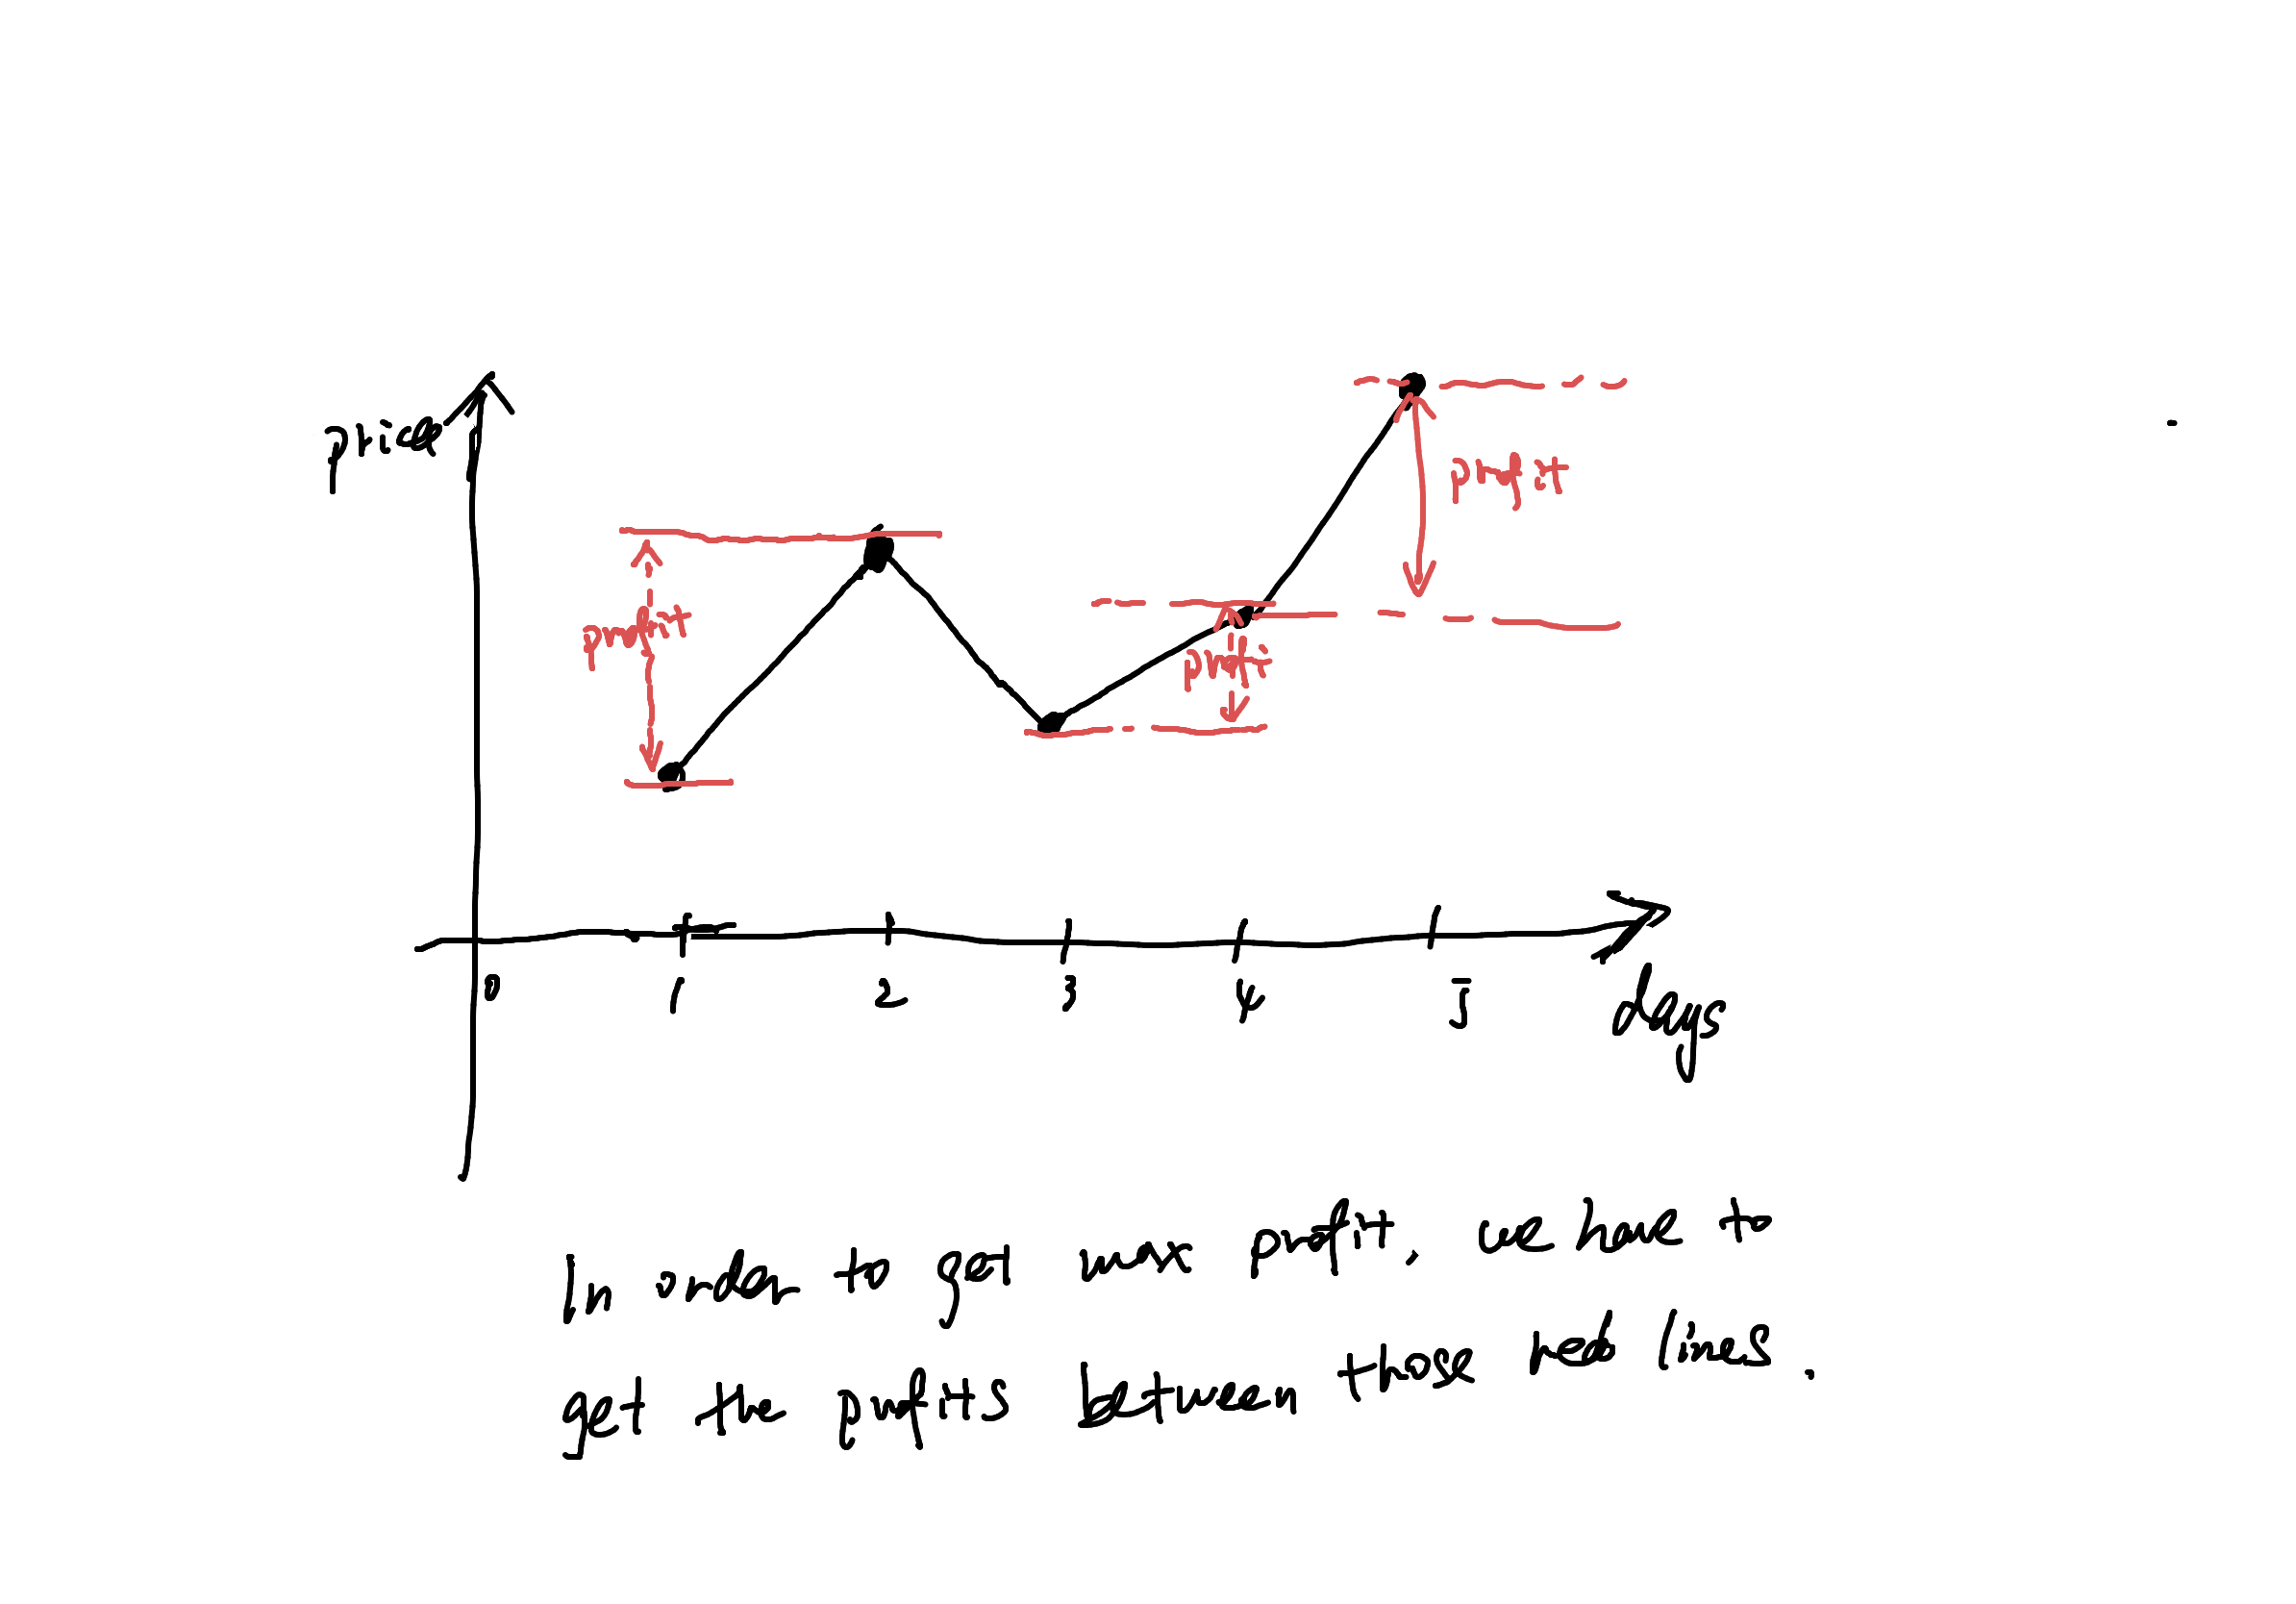 price
profit
profit
profit
0 1 2 3 4 5
days
In order to get max profit, we have to
get the profits between those red lines.